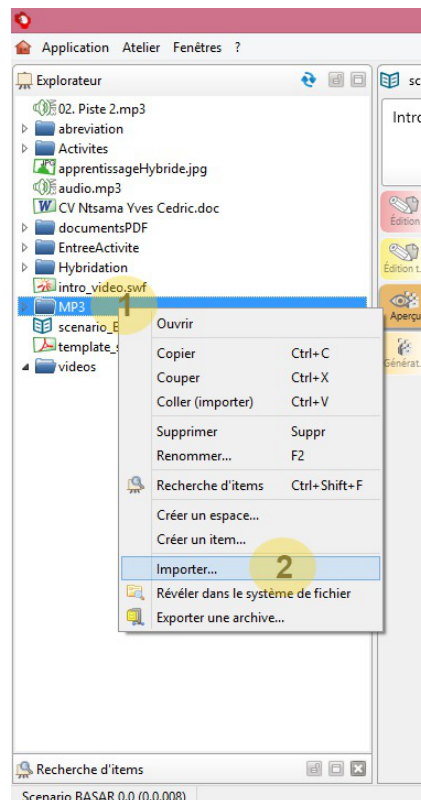 Application Atelier Fenêtres ?
Explorateur
sc
02. Piste 2.mp3
abreviation
Activites
apprentissageHybride.jpg
audio.mp3
CV Ntsama Yves Cedric.doc
documentsPDF
EntreeActivite
Hybridation
intro_video.swf
MP3
1
scenario_E
template_s
videos
Intro
Édition
Édition t.
Aperçu
Générat.
Ouvrir
Copier Ctrl+C
Couper Ctrl+X
Coller (importer) Ctrl+V
Supprimer Suppr
Renommer... F2
Recherche d'items Ctrl+Shift+F
Créer un espace...
Créer un item...
Importer... 2
Révéler dans le système de fichier
Exporter une archive...
Recherche d'items
Scenario BASAR 0.0 (0.0.008)